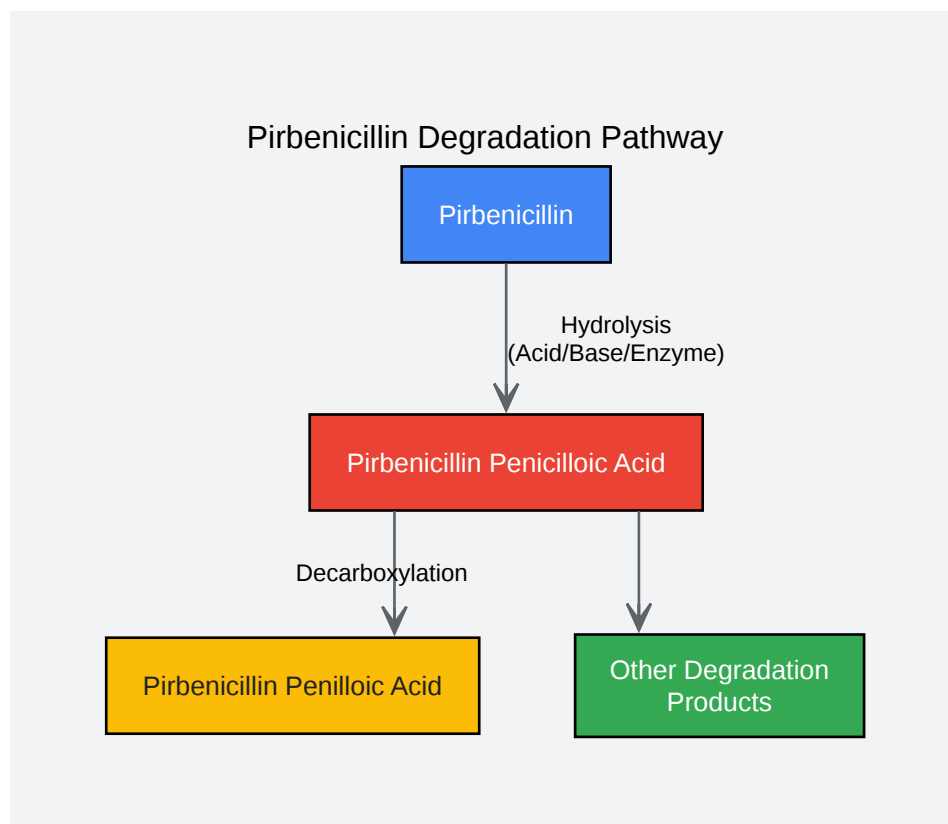 Pirbenicillin Degradation Pathway
Pirbenicillin
Hydrolysis
(Acid/Base/Enzyme)
Pirbenicillin Penicilloic Acid
Decarboxylation
Pirbenicillin Penilloic Acid
Other Degradation
Products